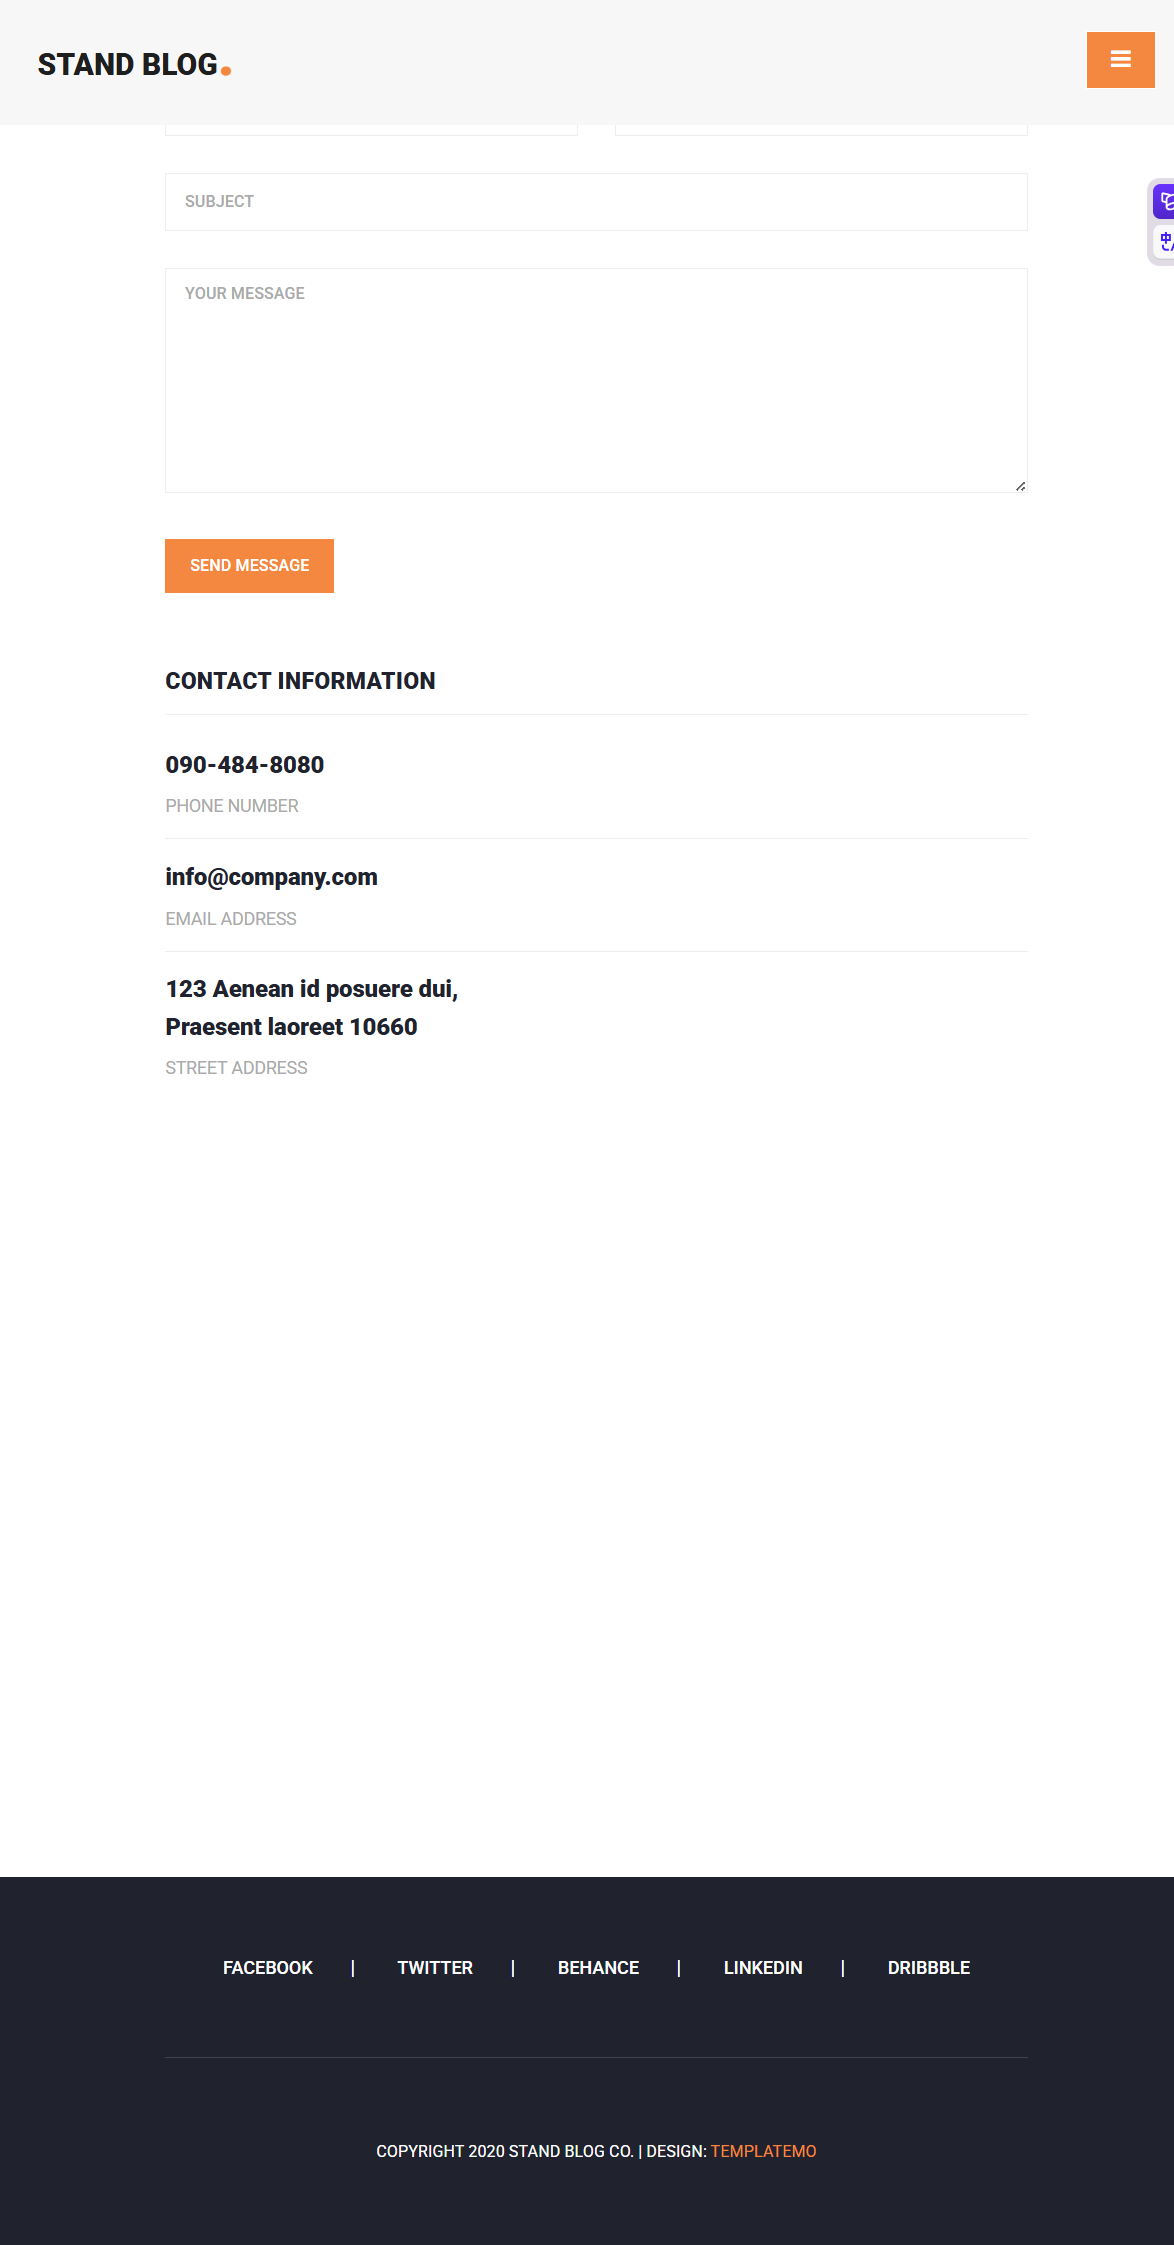 STAND BLOG.
SUBJECT
YOUR MESSAGE
SEND MESSAGE
CONTACT INFORMATION
090-484-8080
PHONE NUMBER
info@company.com
EMAIL ADDRESS
123 Aenean id posuere dui,
Praesent laoreet 10660
STREET ADDRESS
FACEBOOK | TWITTER | BEHANCE | LINKEDIN | DRIBBBLE
COPYRIGHT 2020 STAND BLOG CO. | DESIGN: TEMPLATEMO